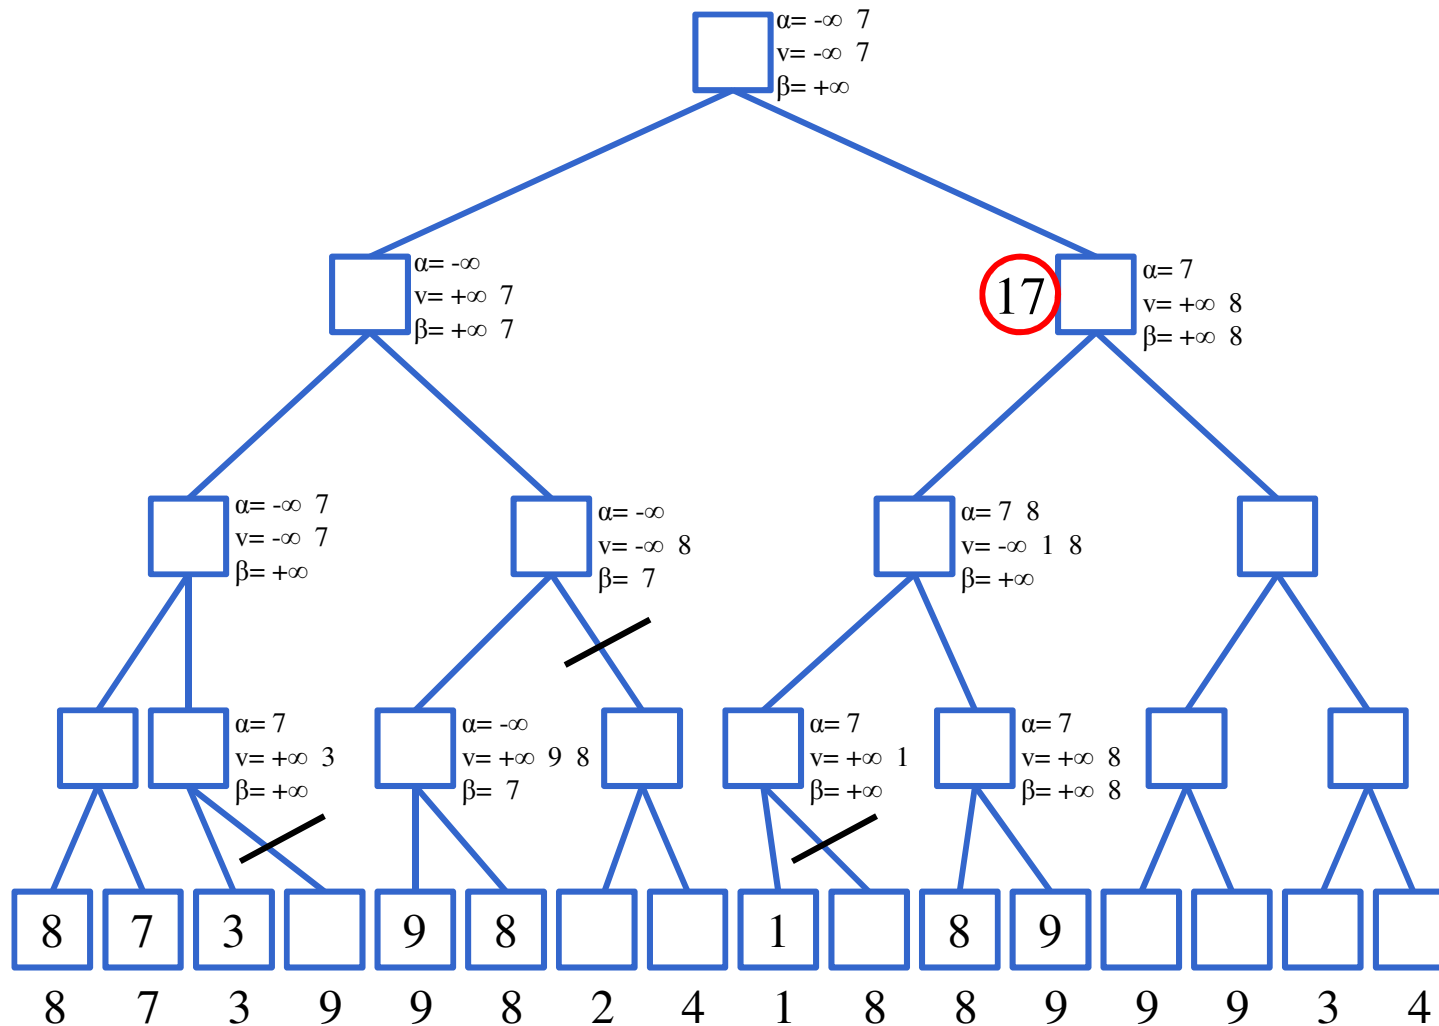 α= -∞ 7
v= -∞ 7
β= +∞
α= -∞
v= +∞ 7
β= +∞ 7
17
α= 7
v= +∞ 8
β= +∞ 8
α= -∞ 7
v= -∞ 7
β= +∞
α= -∞
v= -∞ 8
β= 7
α= 7 8
v= -∞ 1 8
β= +∞
α= 7
v= +∞ 3
β= +∞
α= -∞
v= +∞ 9 8
β= 7
α= 7
v= +∞ 1
β= +∞
α= 7
v= +∞ 8
β= +∞ 8
8 7 3 9 8 1 8 9
8 7 3 9 9 8 2 4 1 8 8 9 9 9 3 4